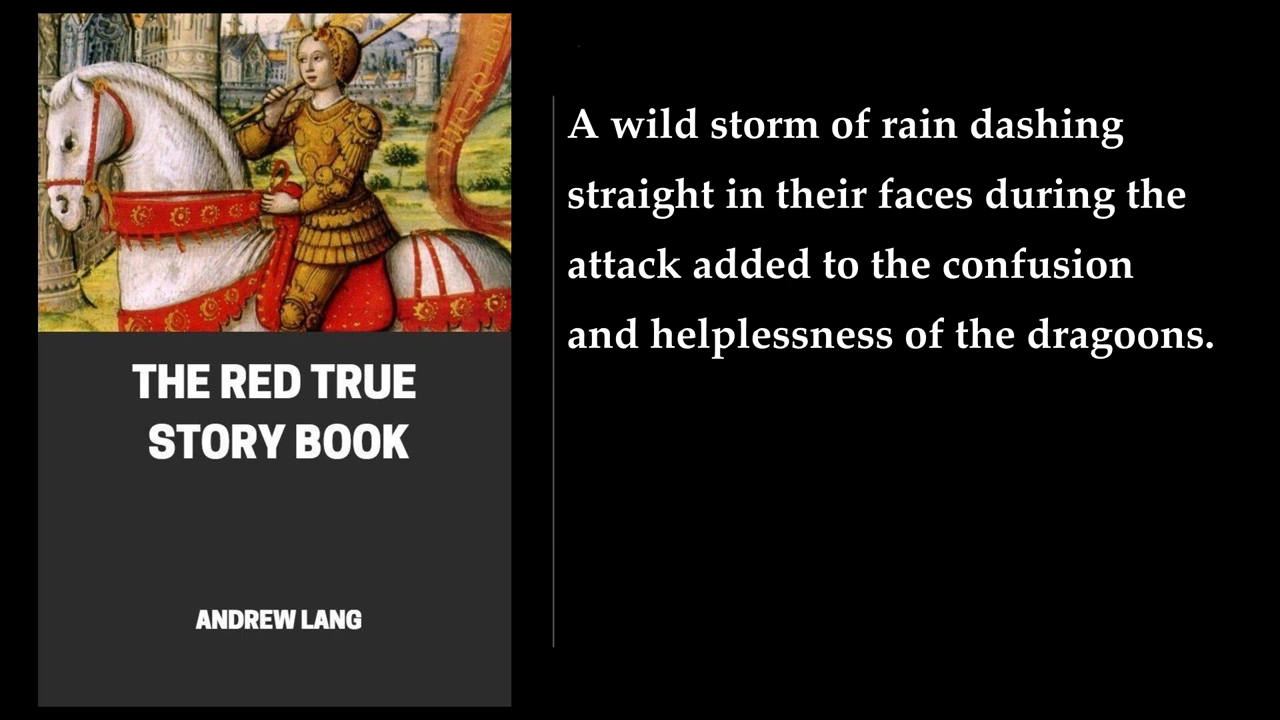 THE RED TRUE
STORY BOOK
ANDREW LANG
A wild storm of rain dashing
straight in their faces during the
attack added to the confusion
and helplessness of the dragoons.